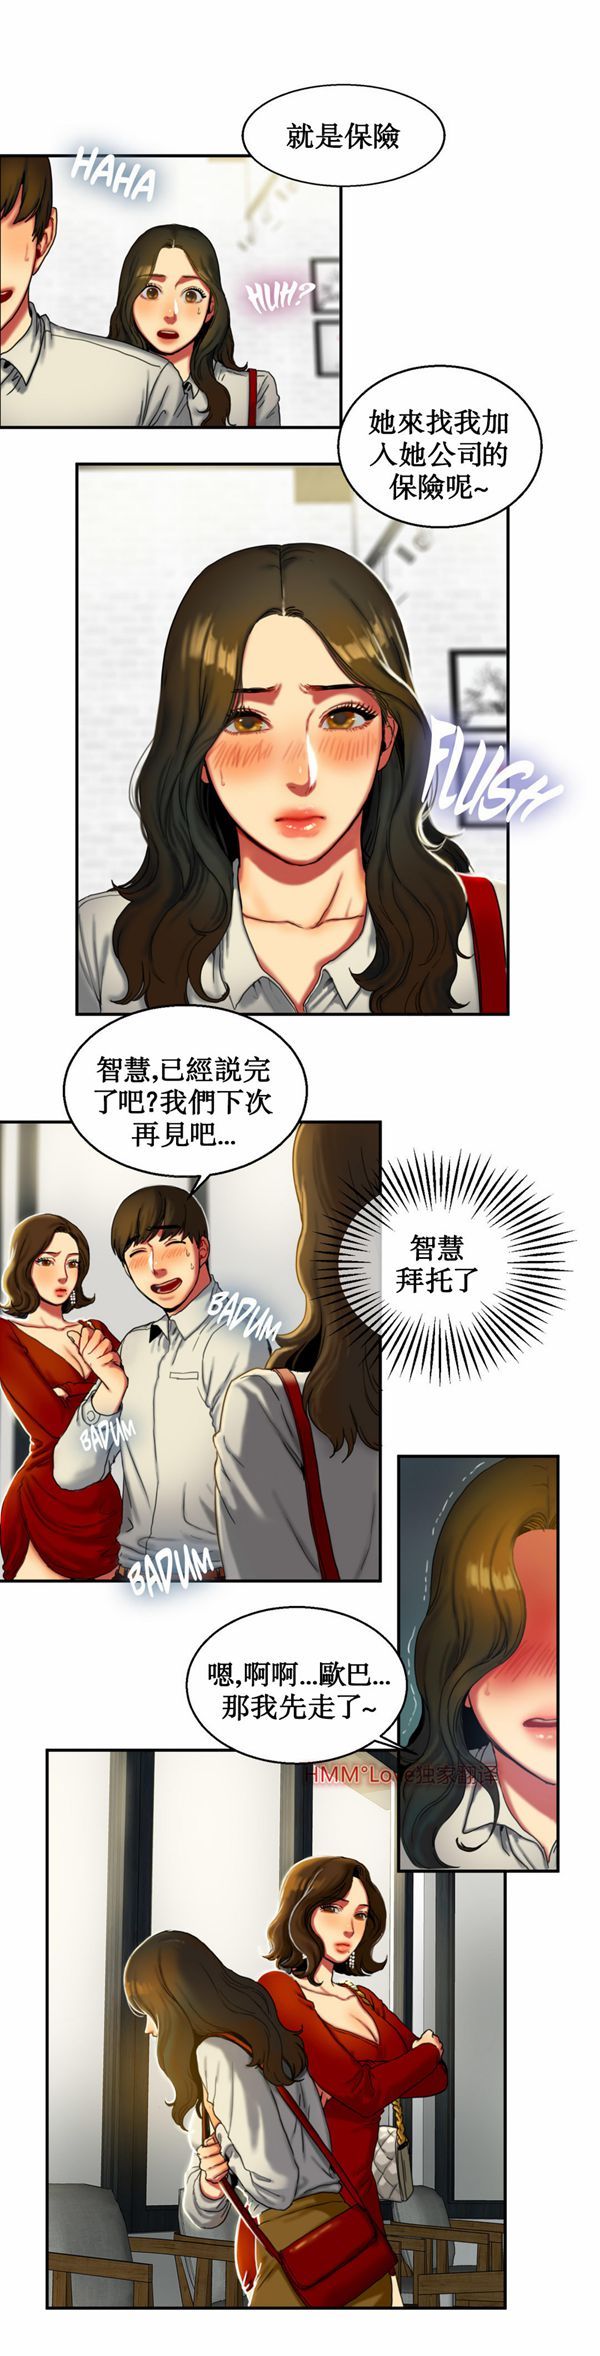 就是保險
HAHA
HUH?
她來找我加
入她公司的
保險呢~
FLUSH
智慧,已經説完
了吧?我們下次
再見吧...
智慧
拜托了
BADUM
BADUM
BADUM
嗯,啊啊...歐巴...
那我先走了~
HMM°Love独家翻译